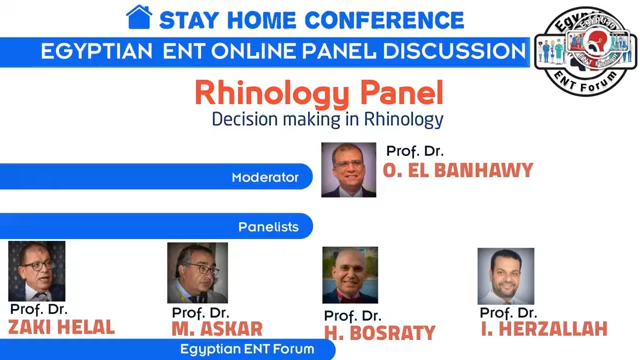 STAY HOME CONFERENCE
EGYPTIAN ENT ONLINE PANEL DISCUSSION
Egyptian
ENT Forum
Rhinology Panel
Decision making in Rhinology
Moderator
Prof. Dr.
O. EL BANHAWY
Panelists
Prof. Dr.
ZAKI HELAL
Prof. Dr.
M. ASKAR
Prof. Dr.
H. BOSRATY
Prof. Dr.
I. HERZALLAH
Egyptian ENT Forum